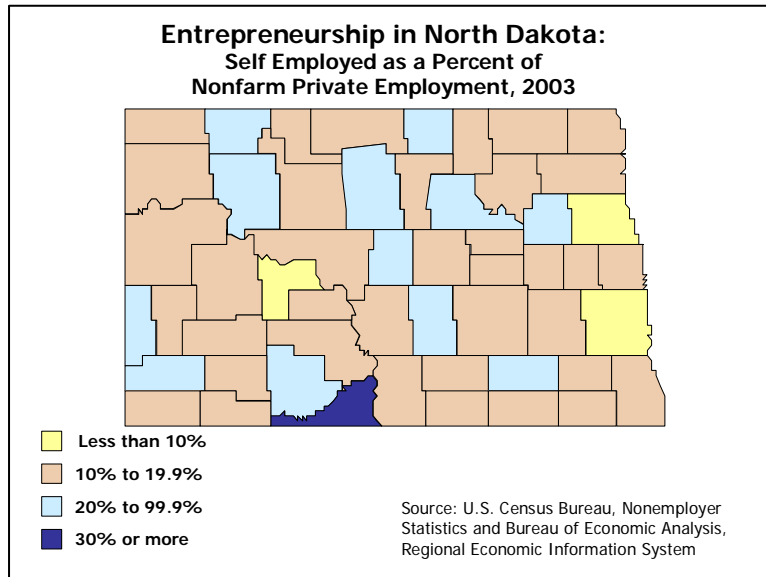 Entrepreneurship in North Dakota:
Self Employed as a Percent of
Nonfarm Private Employment, 2003
Less than 10%
10% to 19.9%
20% to 99.9%
30% or more
Source: U.S. Census Bureau, Nonemployer
Statistics and Bureau of Economic Analysis,
Regional Economic Information System